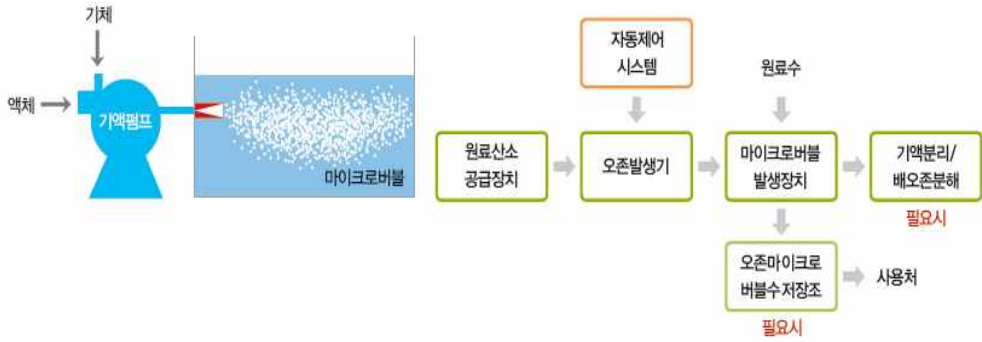 기체
액체
기액펌프
마이크로버블
자동제어
시스템
원료수
원료산소
공급장치
오존발생기
마이크로버블
발생장치
기액분리/
배오존분해
필요시
오존마이크로
버블수 저장조
사용처
필요시